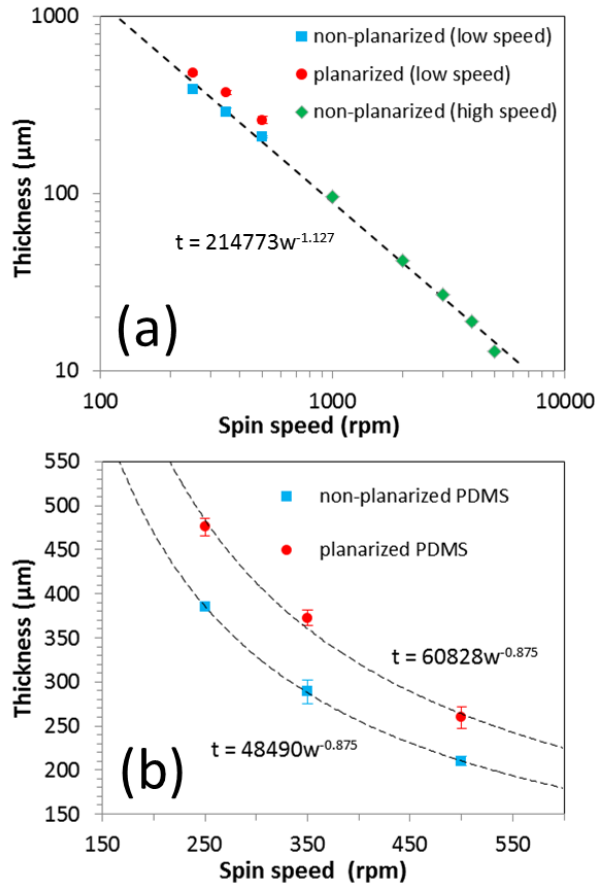 1000
non-planarized (low speed)
planarized (low speed)
non-planarized (high speed)
Thickness (µm)
100
t = 214773w^-1.127
(a)
10
100
1000
10000
Spin speed (rpm)
550
500
450
400
350
300
250
200
150
non-planarized PDMS
planarized PDMS
Thickness (µm)
t = 60828w^-0.875
t = 48490w^-0.875
(b)
150
250
350
450
550
Spin speed (rpm)